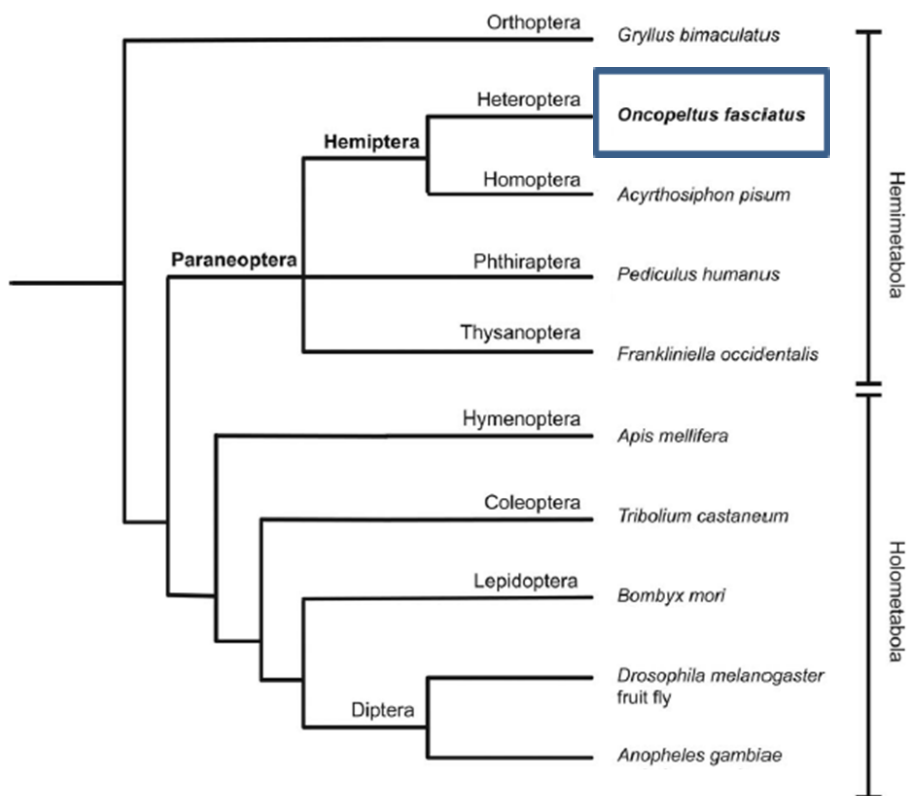 Orthoptera
Gryllus bimaculatus
Heteroptera
Oncopeltus fasciatus
Hemiptera
Homoptera
Acyrthosiphon pisum
Paraneoptera
Phthiraptera
Pediculus humanus
Thysanoptera
Frankliniella occidentalis
Hemimetabola
Hymenoptera
Apis mellifera
Coleoptera
Tribolium castaneum
Lepidoptera
Bombyx mori
Diptera
Drosophila melanogaster
fruit fly
Anopheles gambiae
Holometabola